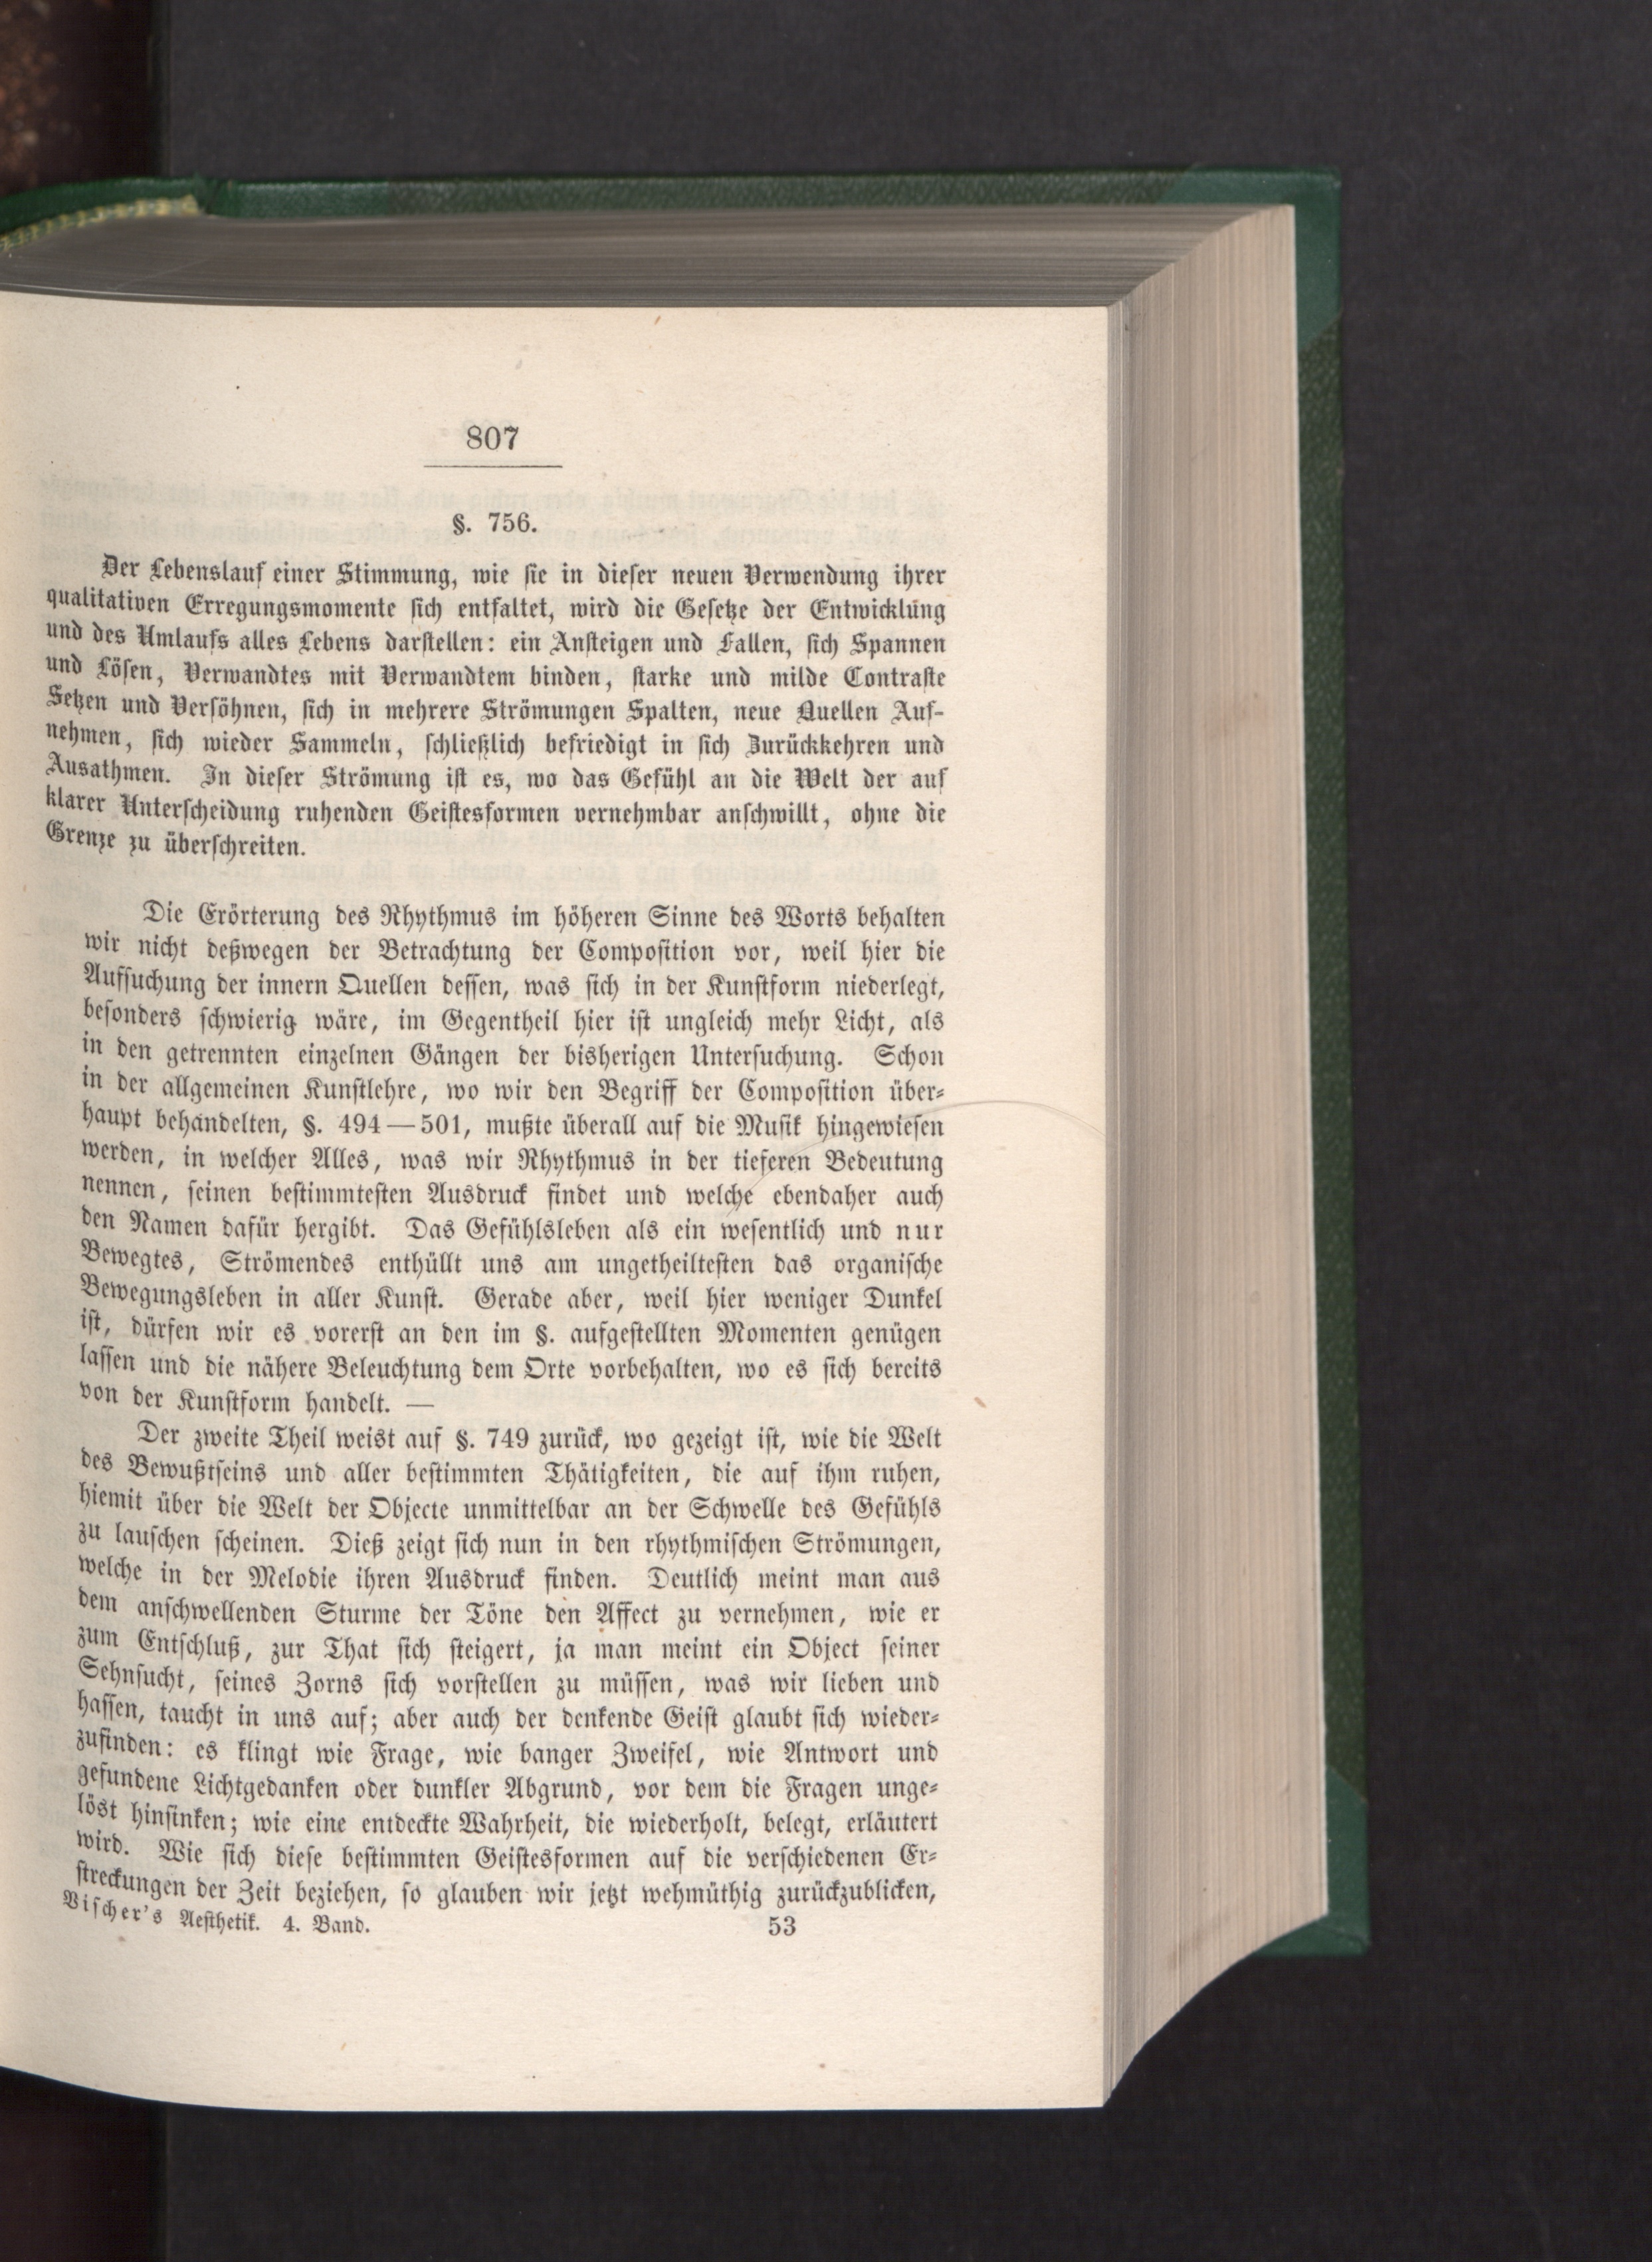 807
§. 756.
Der Lebenslauf einer Stimmung, wie sie in dieser neuen Verwendung ihrer
qualitativen Erregungsmomente sich entfaltet, wird die Gesetze der Entwicklung
und des Umlaufs alles Lebens darstellen: ein Ansteigen und Fallen, sich Spannen
und Lösen, Verwandtes mit Verwandtem binden, starke und milde Contraste
Setzen und Versöhnen, sich in mehrere Strömungen Spalten, neue Quellen Auf-
nehmen, sich wieder Sammeln, schließlich befriedigt in sich Zurückkehren und
Ausathmen. In dieser Strömung ist es, wo das Gefühl an die Welt der auf
klarer Unterscheidung ruhenden Geistesformen vernehmbar anschwillt, ohne die
Grenze zu überschreiten.
Die Erörterung des Rhythmus im höheren Sinne des Worts behalten
wir nicht deßwegen der Betrachtung der Composition vor, weil hier die
Aufsuchung der innern Quellen dessen, was sich in der Kunstform niederlegt,
besonders schwierig wäre, im Gegentheil hier ist ungleich mehr Licht, als
in den getrennten einzelnen Gängen der bisherigen Untersuchung. Schon
in der allgemeinen Kunstlehre, wo wir den Begriff der Composition über-
haupt behandelten, §. 494—501, mußte überall auf die Musik hingewiesen
werden, in welcher Alles, was wir Rhythmus in der tieferen Bedeutung
nennen, seinen bestimmtesten Ausdruck findet und welche ebendaher auch
den Namen dafür hergibt. Das Gefühlsleben als ein wesentlich und nur
Bewegtes, Strömendes enthüllt uns am ungetheiltesten das organische
Bewegungsleben in aller Kunst. Gerade aber, weil hier weniger Dunkel
ist, dürfen wir es vorerst an den im §. aufgestellten Momenten genügen
lassen und die nähere Beleuchtung dem Orte vorbehalten, wo es sich bereits
von der Kunstform handelt. —
Der zweite Theil weist auf §. 749 zurück, wo gezeigt ist, wie die Welt
des Bewußtseins und aller bestimmten Thätigkeiten, die auf ihm ruhen,
hiemit über die Welt der Objecte unmittelbar an der Schwelle des Gefühls
zu lauschen scheinen. Dieß zeigt sich nun in den rhythmischen Strömungen,
welche in der Melodie ihren Ausdruck finden. Deutlich meint man aus
dem anschwellenden Sturme der Töne den Affect zu vernehmen, wie er
zum Entschluß, zur That sich steigert, ja man meint ein Object seiner
Sehnsucht, seines Zorns sich vorstellen zu müssen, was wir lieben und
hassen, taucht in uns auf; aber auch der denkende Geist glaubt sich wieder-
zufinden: es klingt wie Frage, wie banger Zweifel, wie Antwort und
gefundene Lichtgedanken oder dunkler Abgrund, vor dem die Fragen unge-
löst hinsinken; wie eine entdeckte Wahrheit, die wiederholt, belegt, erläutert
wird. Wie sich diese bestimmten Geistesformen auf die verschiedenen Er-
streckungen der Zeit beziehen, so glauben wir jetzt wehmüthig zurückzublicken,
Vischer's Aesthetik. 4. Band. 53